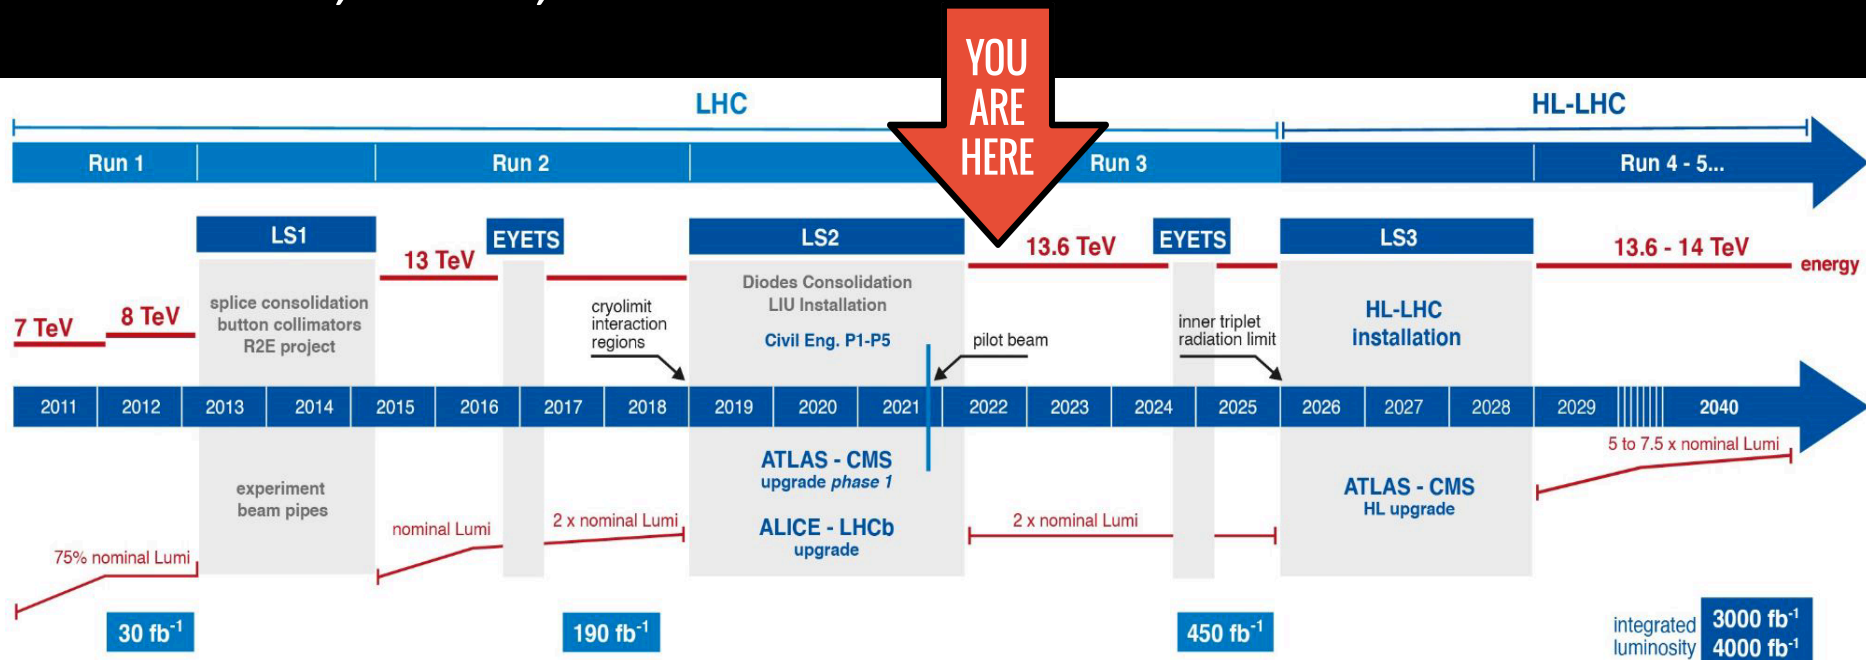 YOU
ARE
HERE
LHC
HL-LHC
Run 1
Run 2
Run 3
Run 4 - 5...
LS1
EYETS
LS2
EYETS
LS3
7 TeV
8 TeV
13 TeV
13.6 TeV
13.6 - 14 TeV
energy
splice consolidation
button collimators
R2E project
cryolimit
interaction
regions
Diodes Consolidation
LIU Installation
Civil Eng. P1-P5
pilot beam
inner triplet
radiation limit
HL-LHC
installation
2011 2012 2013 2014 2015 2016 2017 2018 2019 2020 2021 2022 2023 2024 2025 2026 2027 2028 2029 2040
experiment
beam pipes
75% nominal Lumi
nominal Lumi
2 x nominal Lumi
ATLAS - CMS
upgrade phase 1
ALICE - LHCb
upgrade
2 x nominal Lumi
ATLAS - CMS
HL upgrade
5 to 7.5 x nominal Lumi
30 fb⁻¹
190 fb⁻¹
450 fb⁻¹
integrated
luminosity
3000 fb⁻¹
4000 fb⁻¹